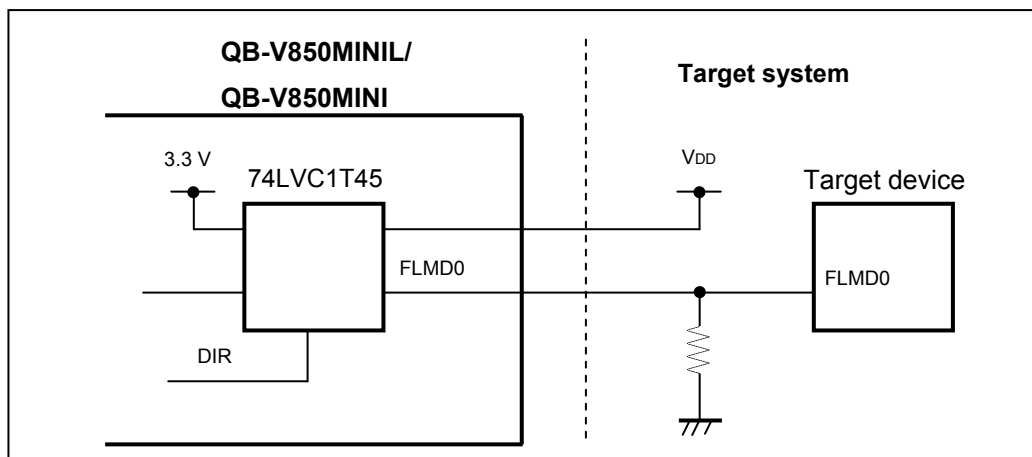 QB-V850MINIL/
QB-V850MINI
Target system
3.3 V
74LVC1T45
VDD
Target device
FLMD0
FLMD0
DIR